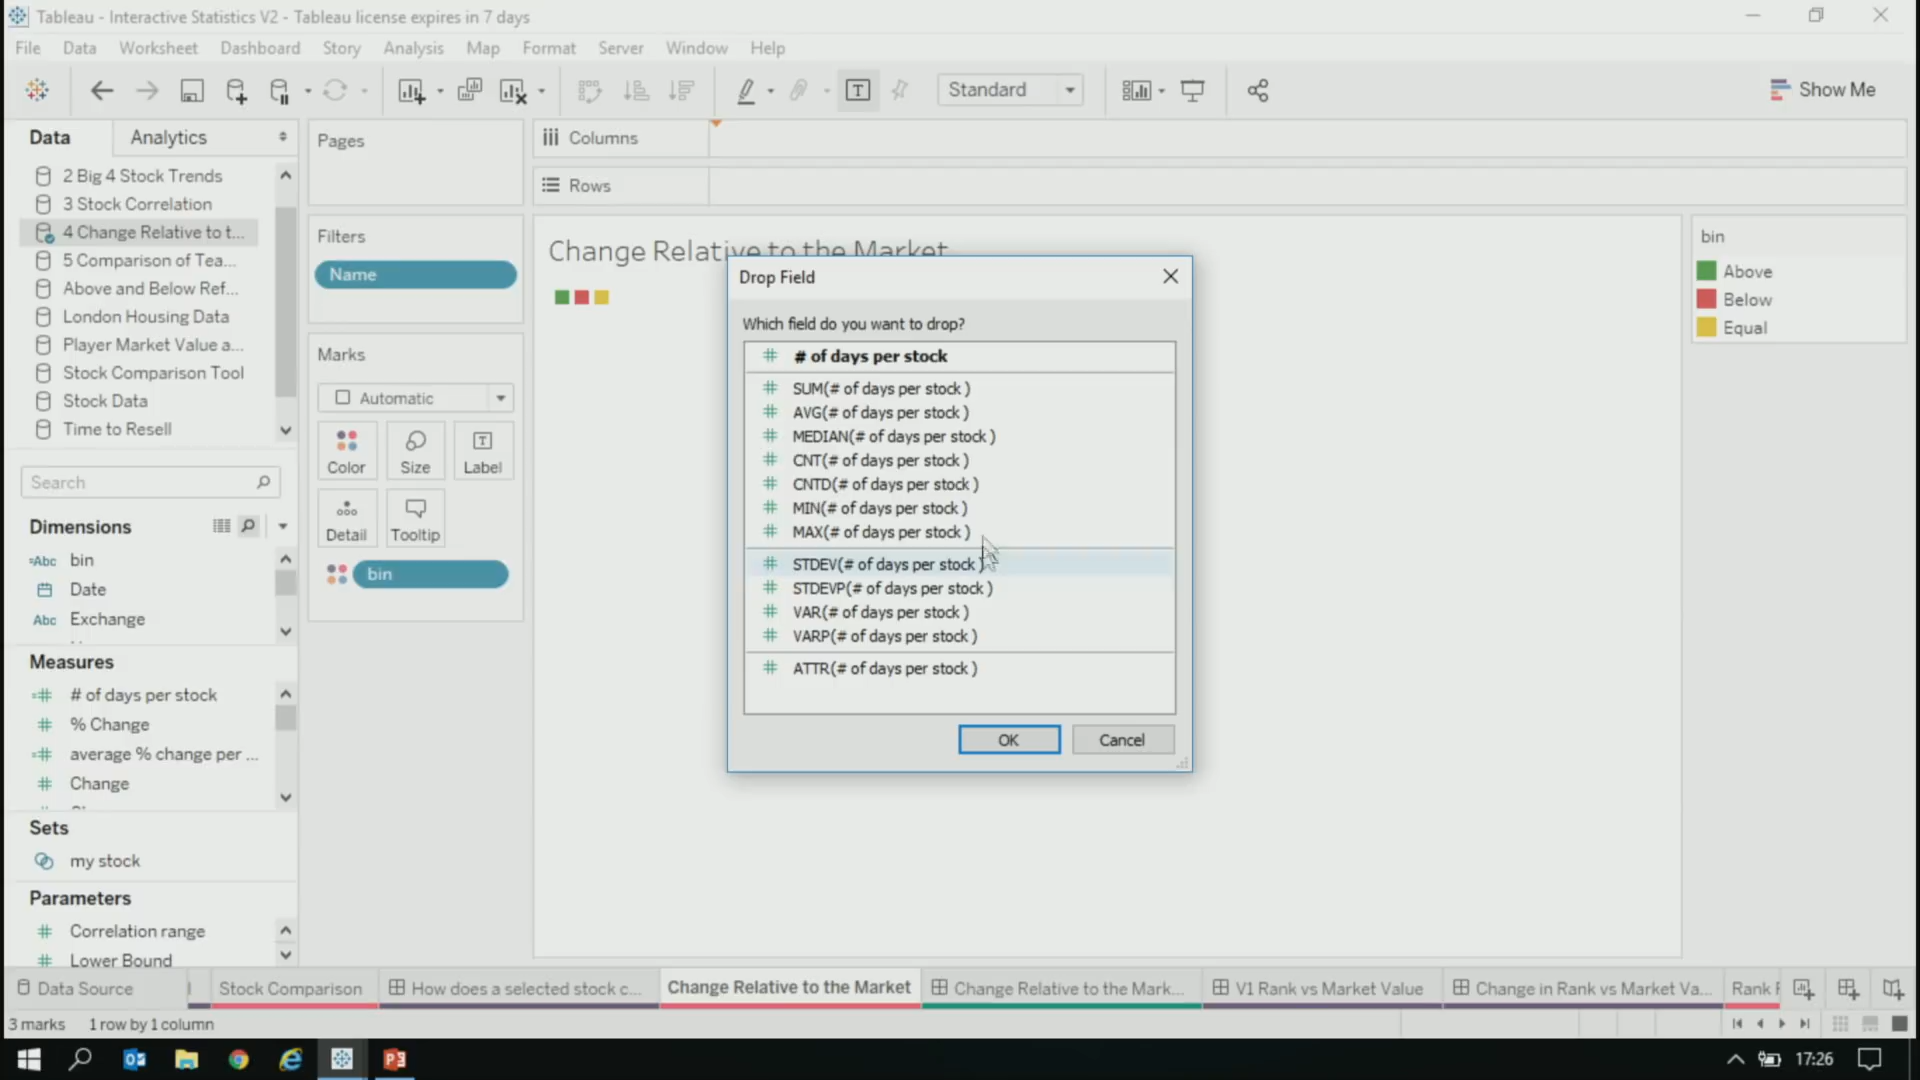 Tableau - Interactive Statistics V2 - Tableau license expires in 7 days
File Data Worksheet Dashboard Story Analysis Map Format Server Window Help
Standard
Show Me
Data
Analytics
2 Big 4 Stock Trends
3 Stock Correlation
4 Change Relative to t...
5 Comparison of Tea...
Above and Below Ref...
London Housing Data
Player Market Value a...
Stock Comparison Tool
Stock Data
Time to Resell
Search
Dimensions
Abc bin
Date
Abc Exchange
Measures
# of days per stock
% Change
average % change per ...
Change
Sets
my stock
Parameters
Correlation range
Lower Bound
Pages
Filters
Name
Marks
Automatic
Color Size Label
Detail Tooltip
bin
Columns
Rows
Change Relative to the Market
Drop Field
Which field do you want to drop?
# of days per stock
SUM(# of days per stock )
AVG(# of days per stock )
MEDIAN(# of days per stock )
CNT(# of days per stock )
CNTD(# of days per stock )
MIN(# of days per stock )
MAX(# of days per stock )
STDEV(# of days per stock )
STDEVP(# of days per stock )
VAR(# of days per stock )
VARP(# of days per stock )
ATTR(# of days per stock )
OK
Cancel
bin
Above
Below
Equal
Data Source
Stock Comparison
How does a selected stock c...
Change Relative to the Market
Change Relative to the Mark...
V1 Rank vs Market Value
Change in Rank vs Market Va...
Rank
3 marks 1 row by 1 column
17:26